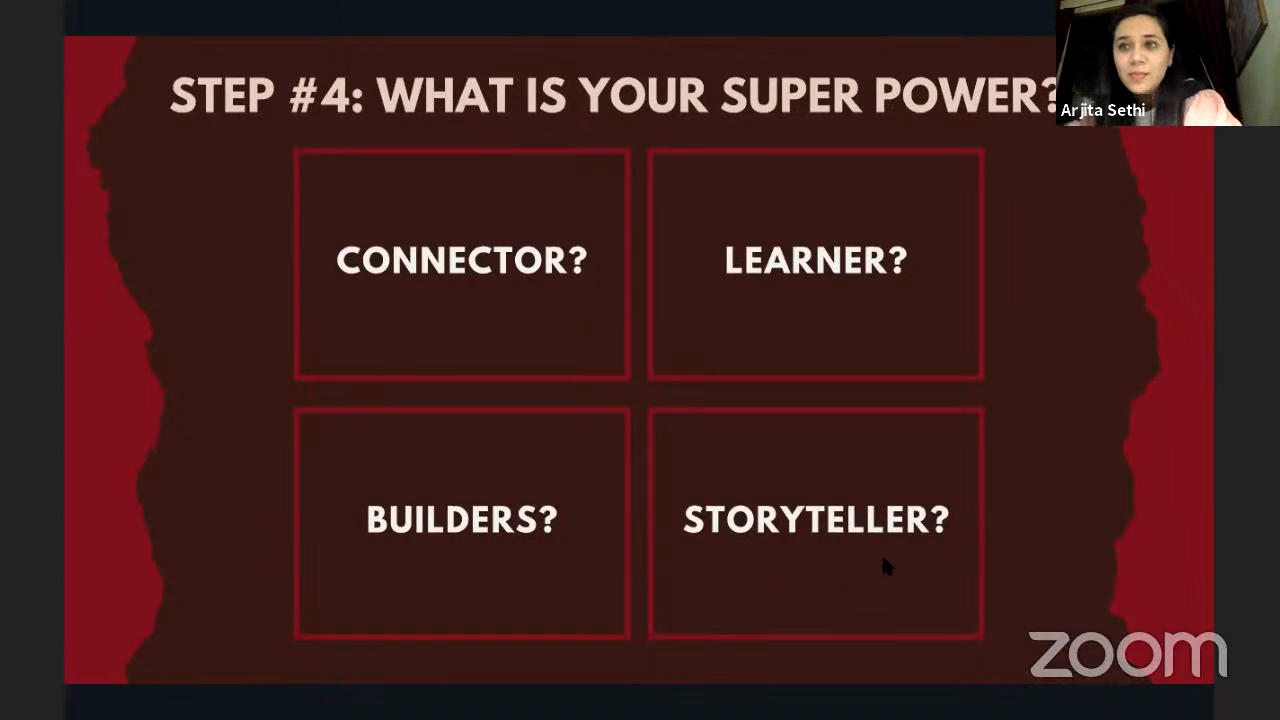 STEP #4: WHAT IS YOUR SUPER POWER?
Arjita Sethi
CONNECTOR?
LEARNER?
BUILDERS?
STORYTELLER?
zoom